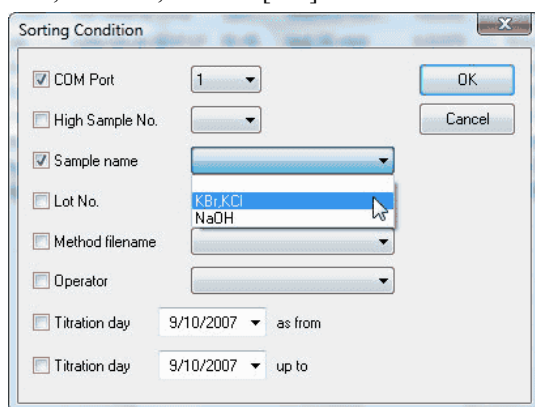 Sorting Condition
COM Port 1 OK
High Sample No. Cancel
Sample name
Lot No. KBr,KCl
NaOH
Method filename
Operator
Titration day 9/10/2007 as from
Titration day 9/10/2007 up to